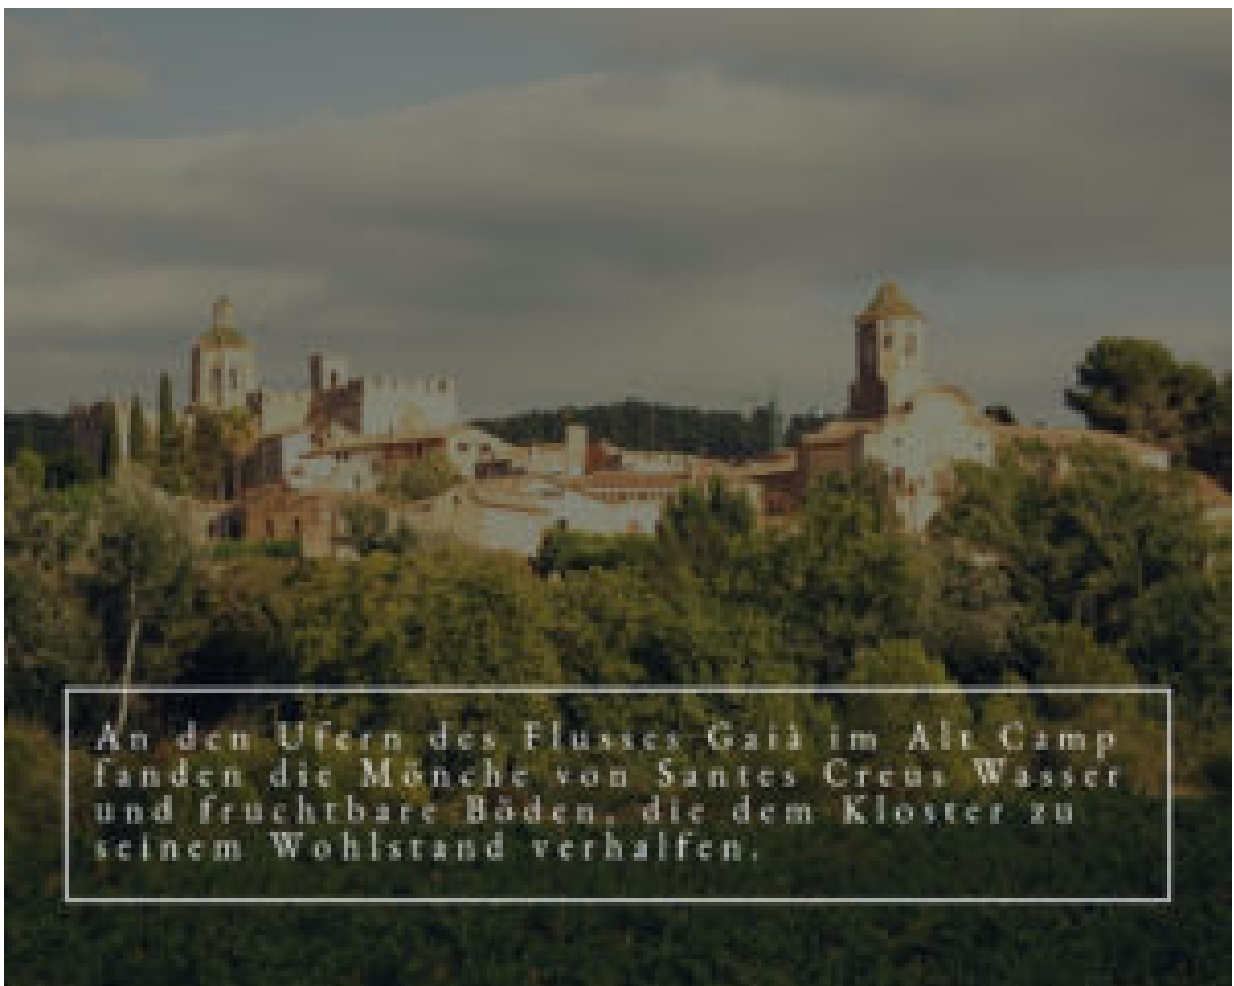 An den Ufern des Flusses Gaià im Alt Camp
fanden die Mönche von Santes Creus Wasser
und fruchtbare Böden, die dem Kloster zu
seinem Wohlstand verhalfen.